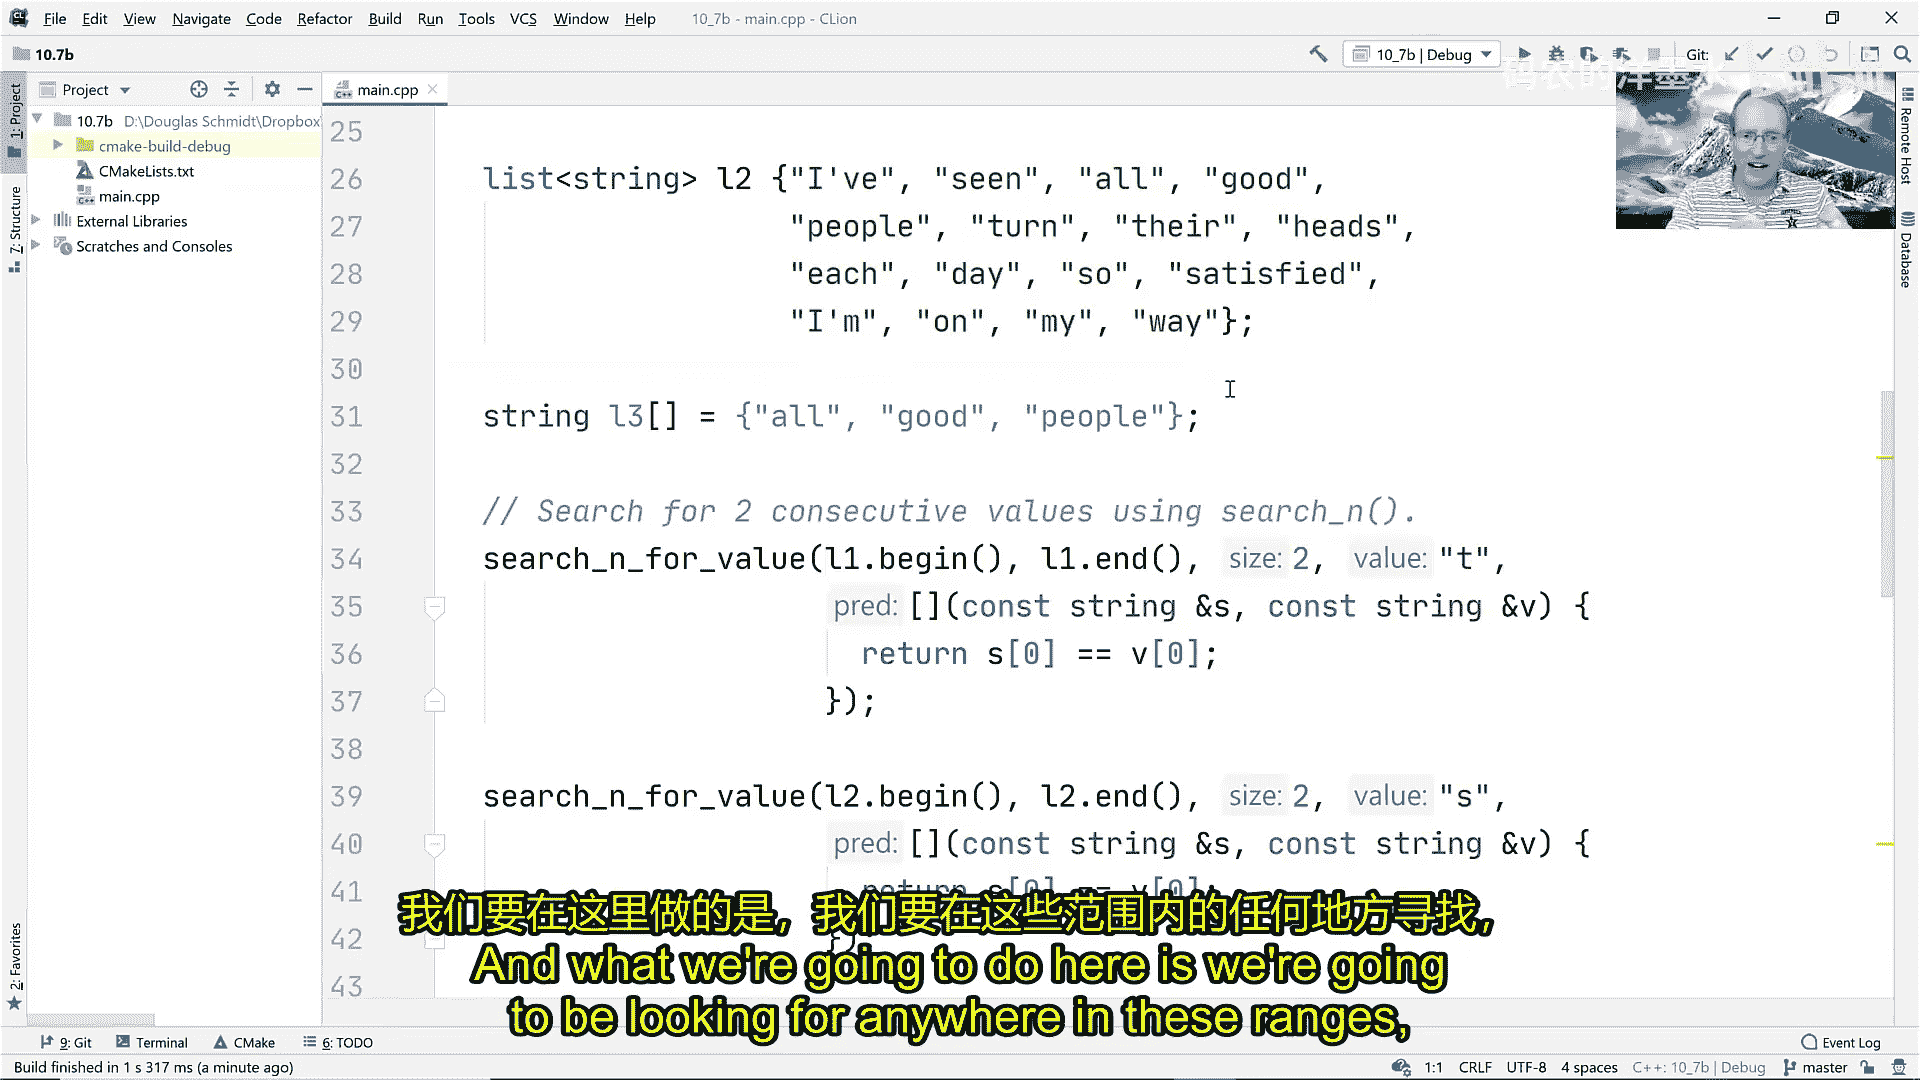 File Edit View Navigate Code Refactor Build Run Tools VCS Window Help 10_7b - main.cpp - CLion
10.7b 10_7b | Debug Git:
码农的洋墨水
Project main.cpp
1: Project
7: Structure
2: Favorites
Remote Host
Database
10.7b D:\Douglas Schmidt\Dropbox
cmake-build-debug
CMakeLists.txt
main.cpp
External Libraries
Scratches and Consoles
25
26 list<string> l2 {"I've", "seen", "all", "good",
27 "people", "turn", "their", "heads",
28 "each", "day", "so", "satisfied",
29 "I'm", "on", "my", "way"};
30
31 string l3[] = {"all", "good", "people"};
32
33 // Search for 2 consecutive values using search_n().
34 search_n_for_value(l1.begin(), l1.end(), size: 2, value: "t",
35 pred: [](const string &s, const string &v) {
36 return s[0] == v[0];
37 });
38
39 search_n_for_value(l2.begin(), l2.end(), size: 2, value: "s",
40 pred: [](const string &s, const string &v) {
41 return s[0] == v[0];
42 })
43
我们要在这里做的是，我们要在这些范围内的任何地方寻找，
And what we're going to do here is we're going
to be looking for anywhere in these ranges,
9: Git Terminal CMake 6: TODO Event Log
Build finished in 1 s 317 ms (a minute ago) 1:1 CRLF UTF-8 4 spaces C++: 10_7b | Debug master